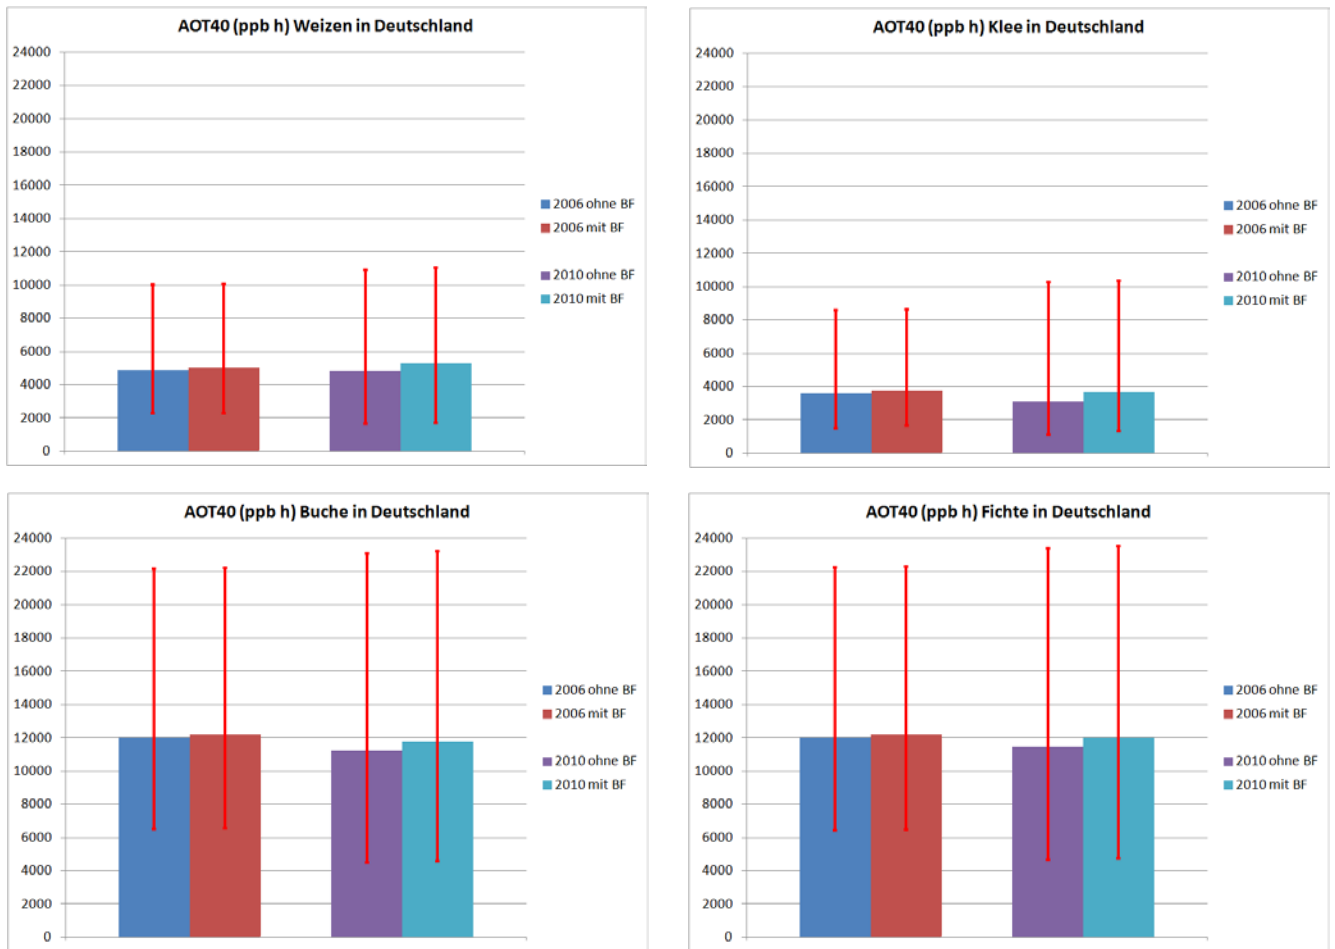 AOT40 (ppb h) Weizen in Deutschland
24000
22000
20000
18000
16000
14000
12000
10000
8000
6000
4000
2000
0
2006 ohne BF
2006 mit BF
2010 ohne BF
2010 mit BF
AOT40 (ppb h) Klee in Deutschland
24000
22000
20000
18000
16000
14000
12000
10000
8000
6000
4000
2000
0
2006 ohne BF
2006 mit BF
2010 ohne BF
2010 mit BF
AOT40 (ppb h) Buche in Deutschland
24000
22000
20000
18000
16000
14000
12000
10000
8000
6000
4000
2000
0
2006 ohne BF
2006 mit BF
2010 ohne BF
2010 mit BF
AOT40 (ppb h) Fichte in Deutschland
24000
22000
20000
18000
16000
14000
12000
10000
8000
6000
4000
2000
0
2006 ohne BF
2006 mit BF
2010 ohne BF
2010 mit BF